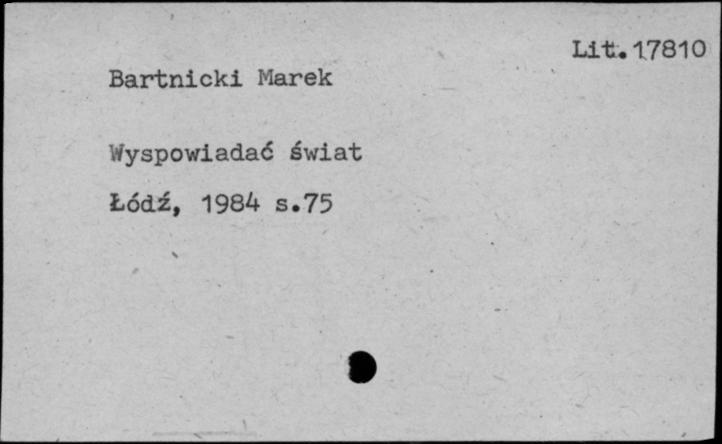 Lit.17810
Bartnicki Marek
Wyspowiadać świat
Łódź, 1984 s.75